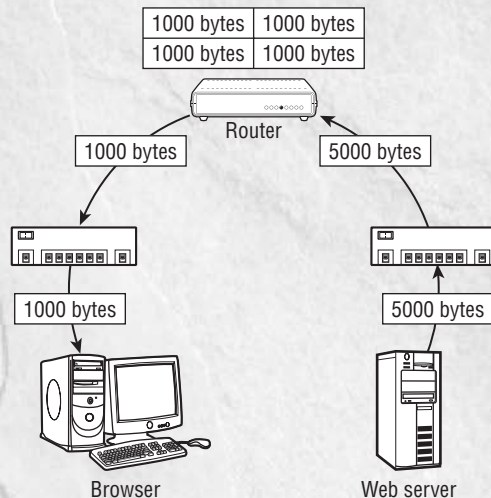 1000 bytes 1000 bytes
1000 bytes 1000 bytes
Router
1000 bytes 5000 bytes
1000 bytes 5000 bytes
Browser Web server